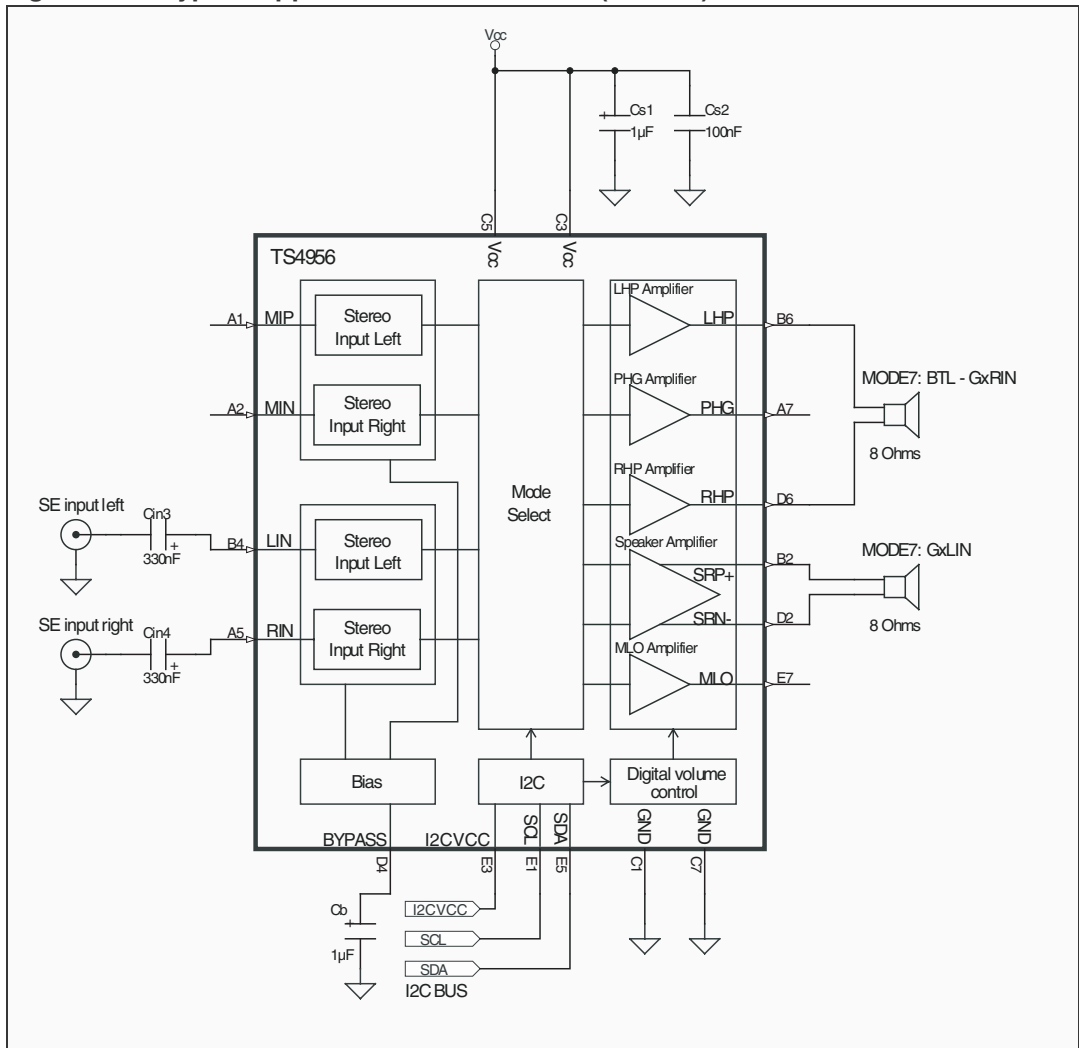 Vcc
Cs1
1µF
Cs2
100nF
C5
C3
Vcc
Vcc
TS4956
LHP Amplifier
A1
MIP
Stereo
Input Left
LHP
B6
MODE7: BTL - GxRIN
8 Ohms
PHG Amplifier
A2
MIN
Stereo
Input Right
PHG
A7
RHP Amplifier
RHP
D6
Mode
Select
SE input left
Cin3
+
330nF
B4
LIN
Stereo
Input Left
Speaker Amplifier
SRP+
B2
SRN-
D2
MODE7: GxLIN
8 Ohms
SE input right
Cin4
+
330nF
A5
RIN
Stereo
Input Right
MLO Amplifier
MLO
E7
Bias
I2C
Digital volume
control
BYPASS
I2CVCC
SCL
SDA
GND
GND
D4
E3
E1
E5
C1
C7
Cb
+
1µF
I2CVCC
SCL
SDA
I2C BUS